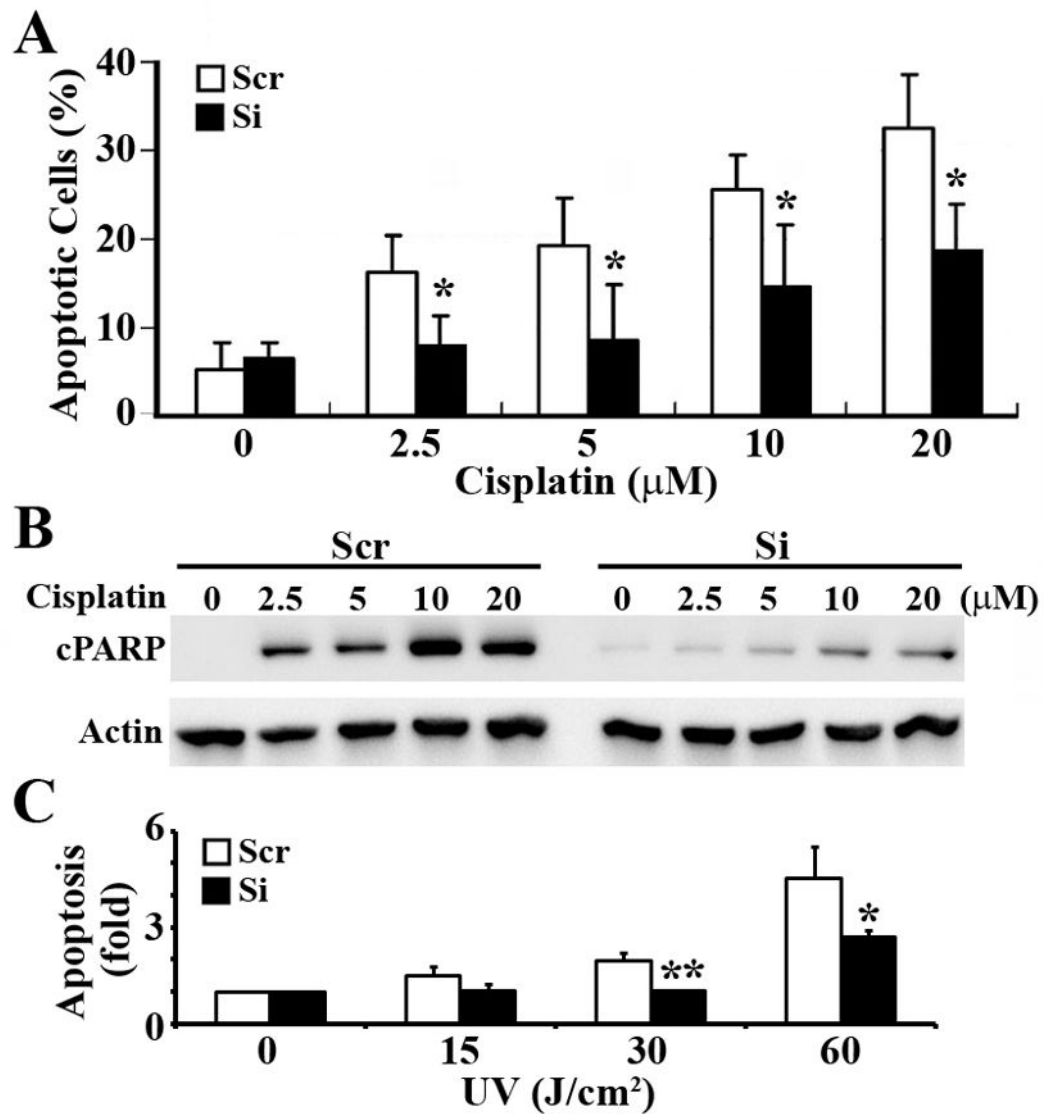 A
40
30
20
10
0
Apoptotic Cells (%)
Scr
Si
* * * *
0 2.5 5 10 20
Cisplatin (μM)
B
Scr Si
Cisplatin 0 2.5 5 10 20 0 2.5 5 10 20 (μM)
cPARP
Actin
C
6
3
0
Apoptosis
(fold)
Scr
Si
** *
0 15 30 60
UV (J/cm²)